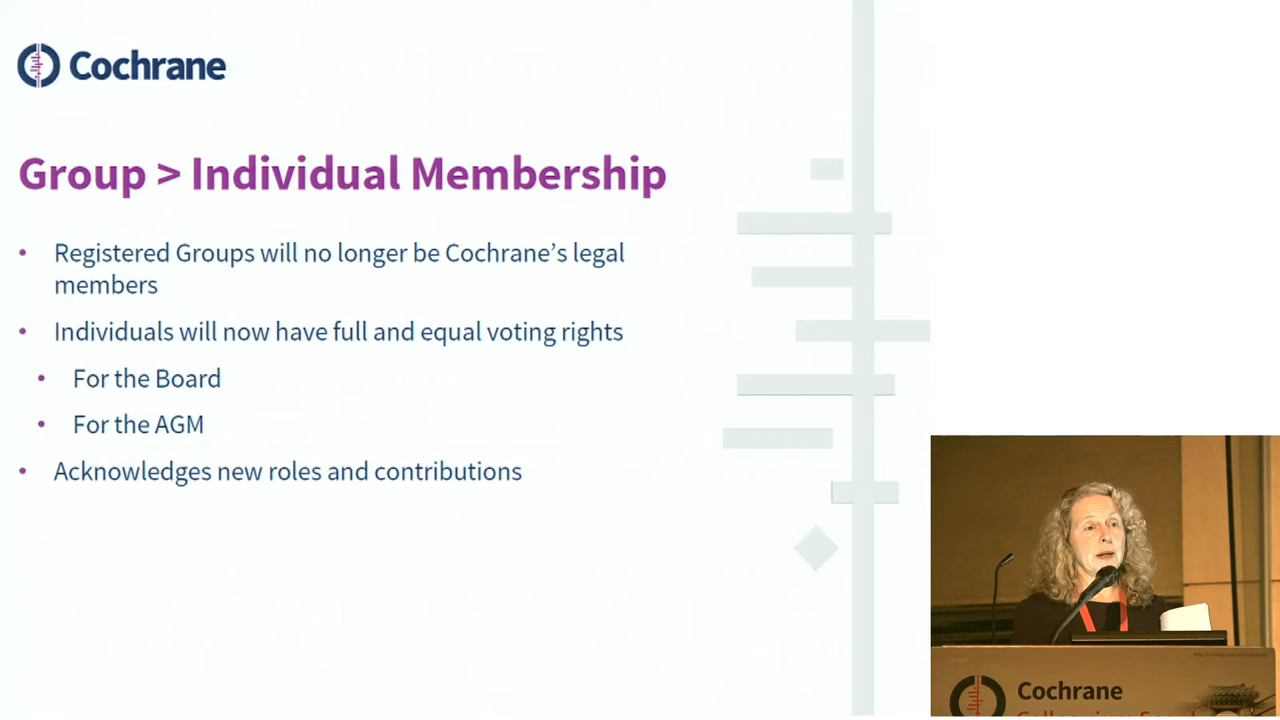 Cochrane
Group > Individual Membership
• Registered Groups will no longer be Cochrane's legal
members
• Individuals will now have full and equal voting rights
• For the Board
• For the AGM
• Acknowledges new roles and contributions
Cochrane